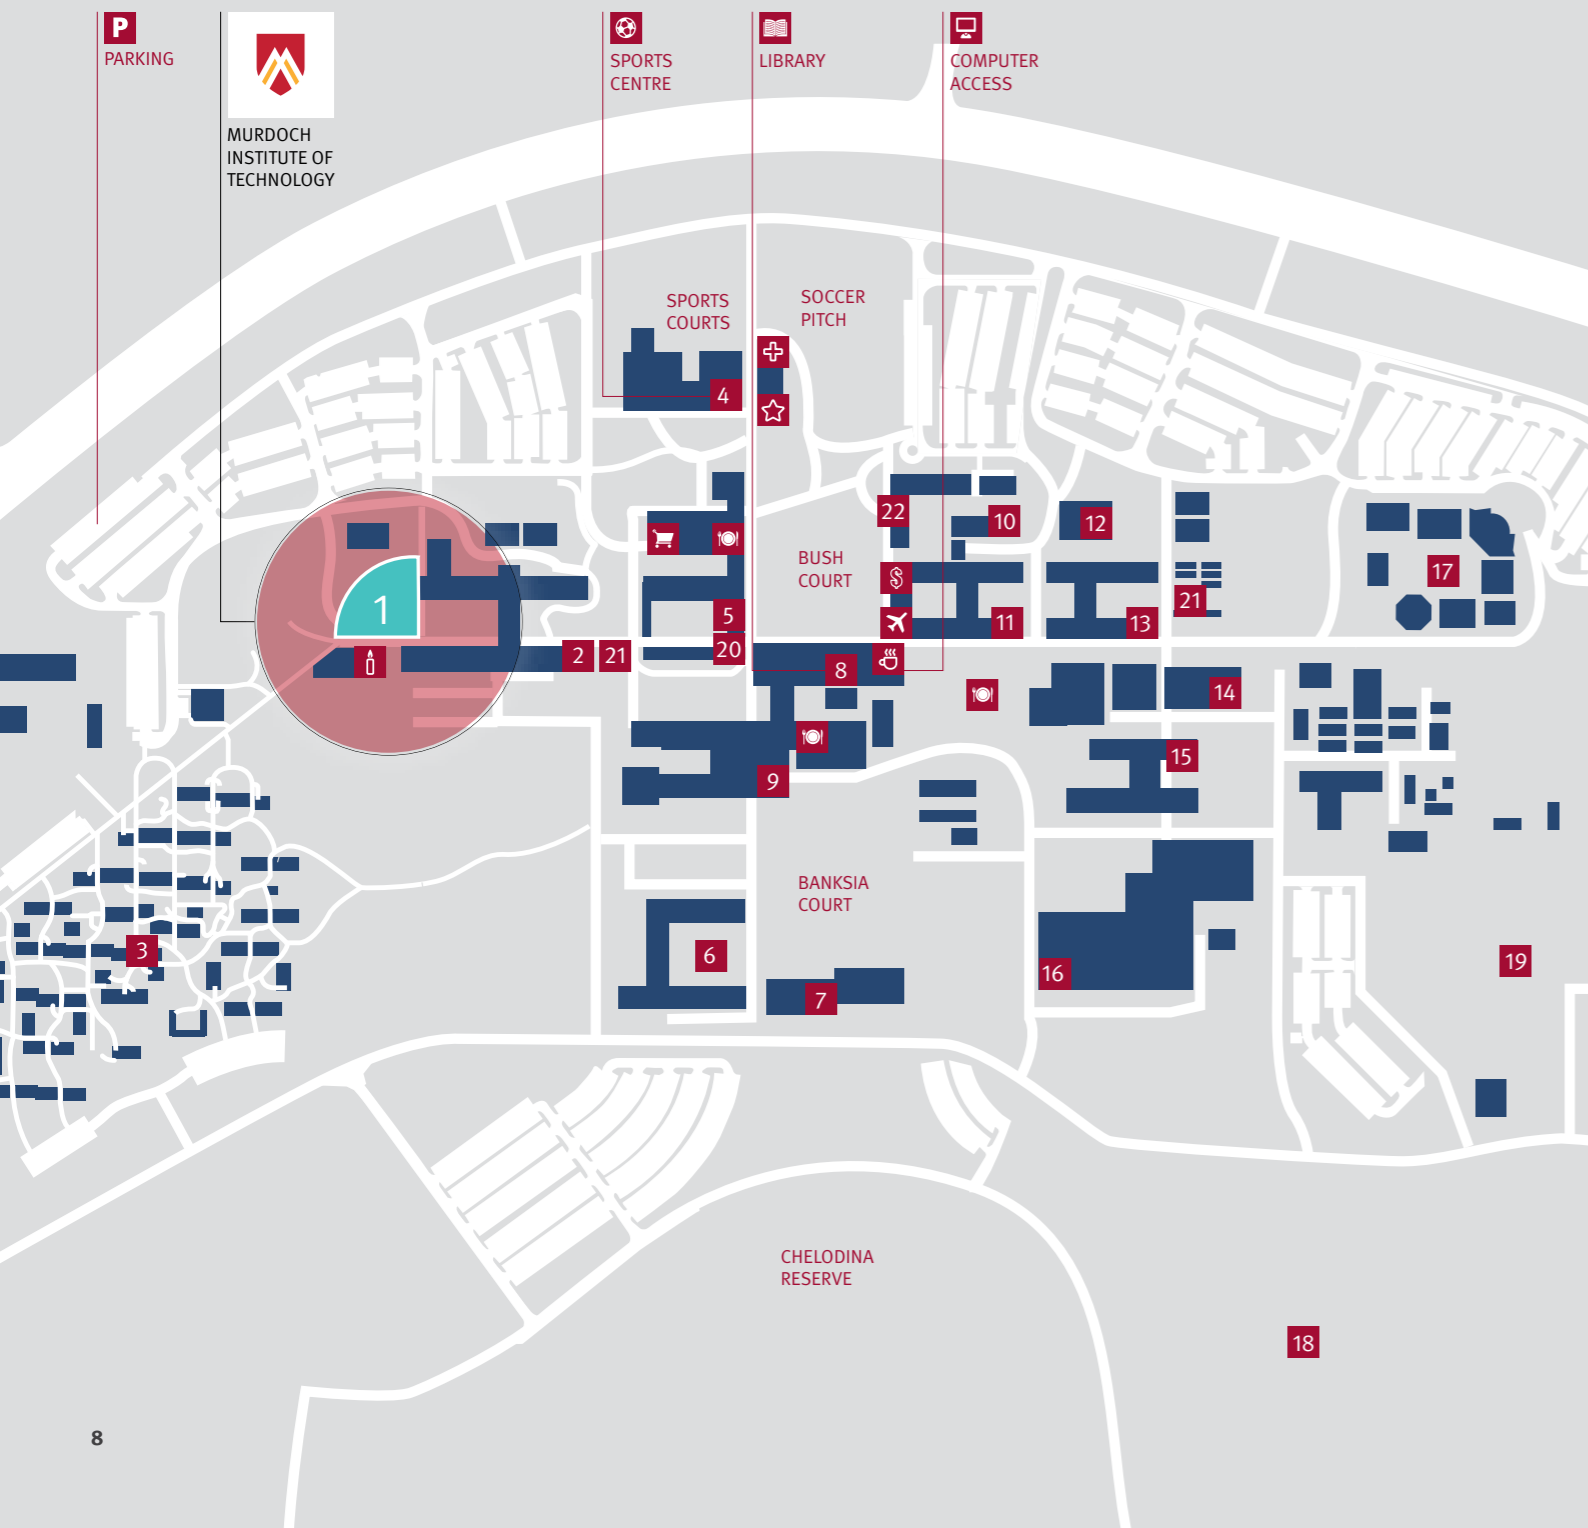 P
PARKING
MURDOCH
INSTITUTE OF
TECHNOLOGY
SPORTS
CENTRE
LIBRARY
COMPUTER
ACCESS
SPORTS
COURTS
SOCCER
PITCH
4
22
10
12
BUSH
COURT
17
1
5
11
13
21
2
21
20
8
14
9
15
3
BANKSIA
COURT
6
7
16
19
CHELODINA
RESERVE
18
8